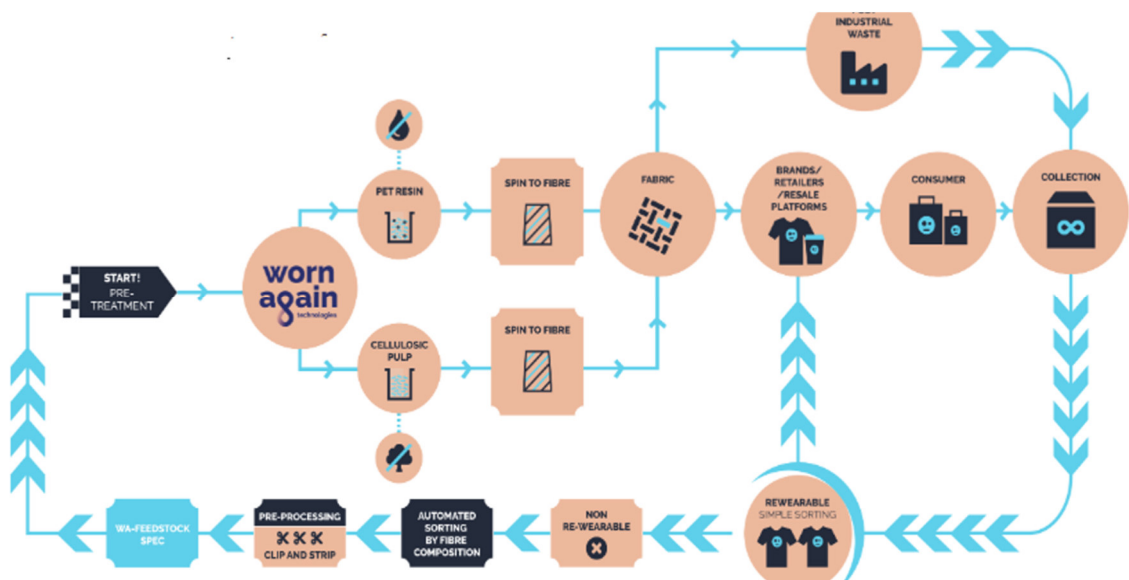 INDUSTRIAL
WASTE
PET RESIN
SPIN TO FIBRE
FABRIC
BRANDS/
RETAILERS
/RESALE
PLATFORMS
CONSUMER
COLLECTION
START!
PRE-
TREATMENT
worn
again
technologies
CELLULOSIC
PULP
SPIN TO FIBRE
WA-FEEDSTOCK
SPEC
PRE-PROCESSING
CLIP AND STRIP
AUTOMATED
SORTING
BY FIBRE
COMPOSITION
NON
RE-WEARABLE
REWEARABLE
SIMPLE SORTING